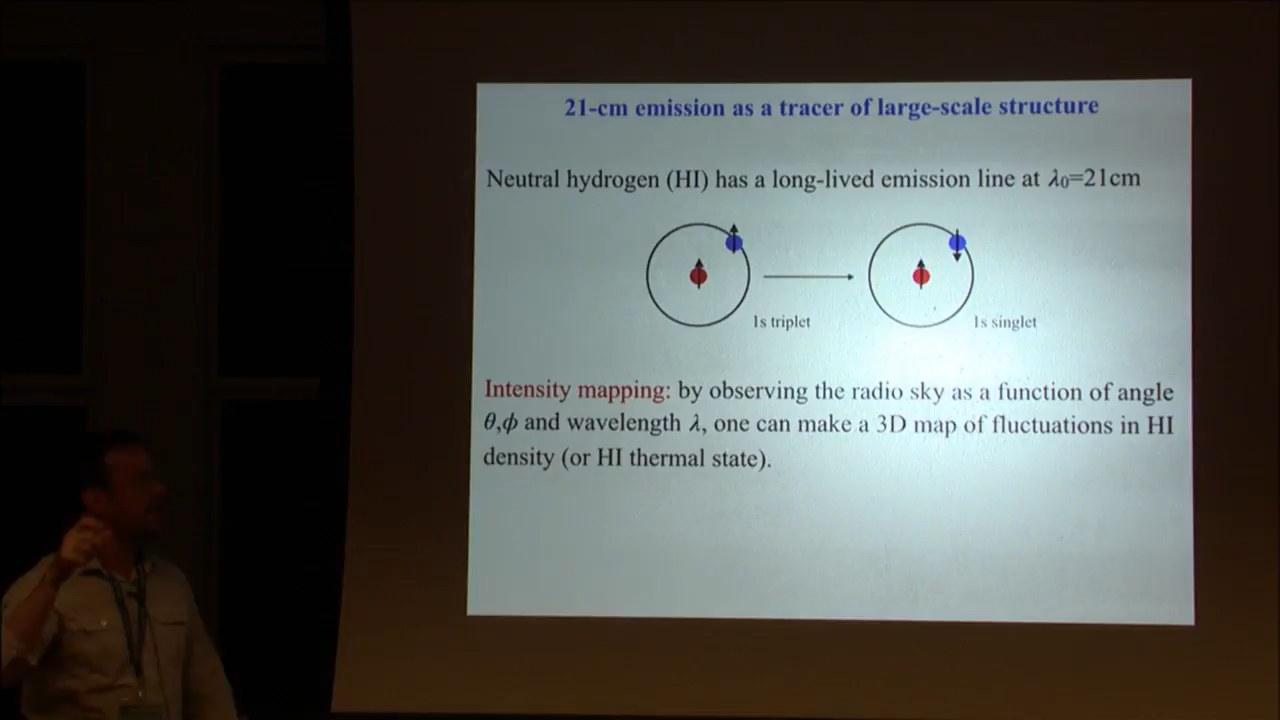 21-cm emission as a tracer of large-scale structure
Neutral hydrogen (HI) has a long-lived emission line at λ₀=21cm
1s triplet
1s singlet
Intensity mapping: by observing the radio sky as a function of angle
θ,ϕ and wavelength λ, one can make a 3D map of fluctuations in HI
density (or HI thermal state).